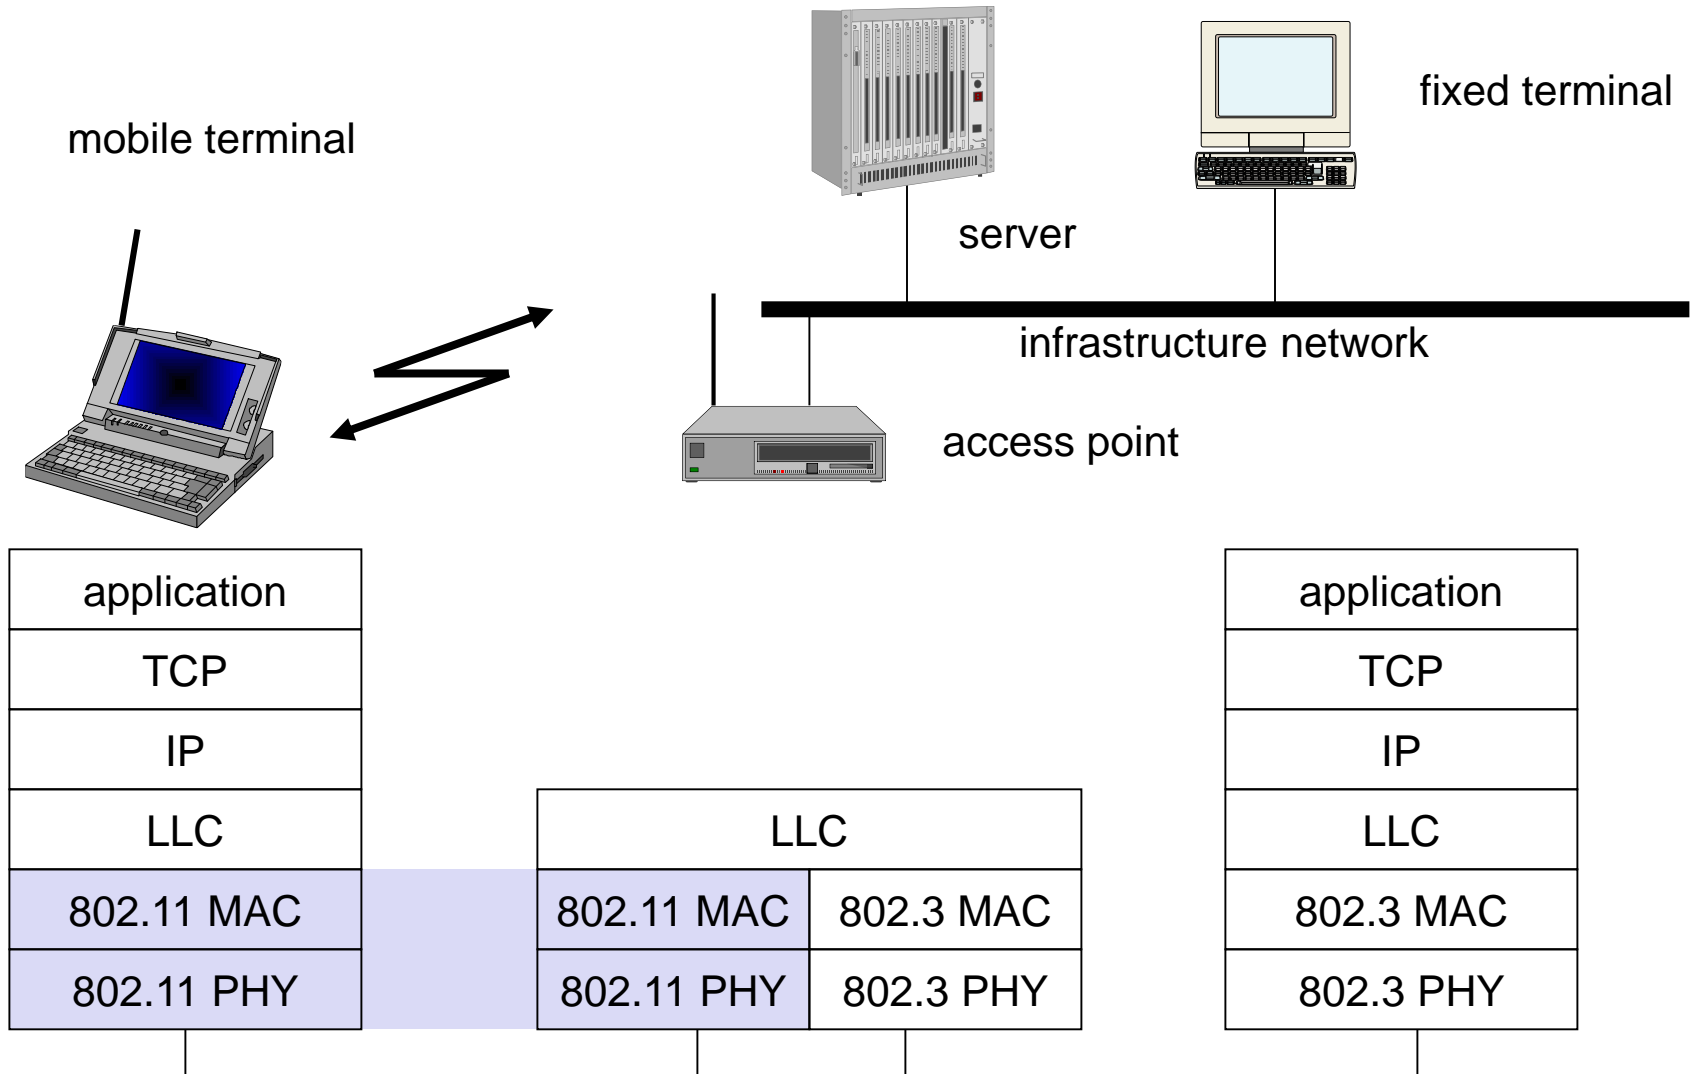 fixed terminal
mobile terminal
server
infrastructure network
access point
application
TCP
IP
LLC
802.11 MAC
802.11 PHY
LLC
802.11 MAC
802.3 MAC
802.11 PHY
802.3 PHY
application
TCP
IP
LLC
802.3 MAC
802.3 PHY